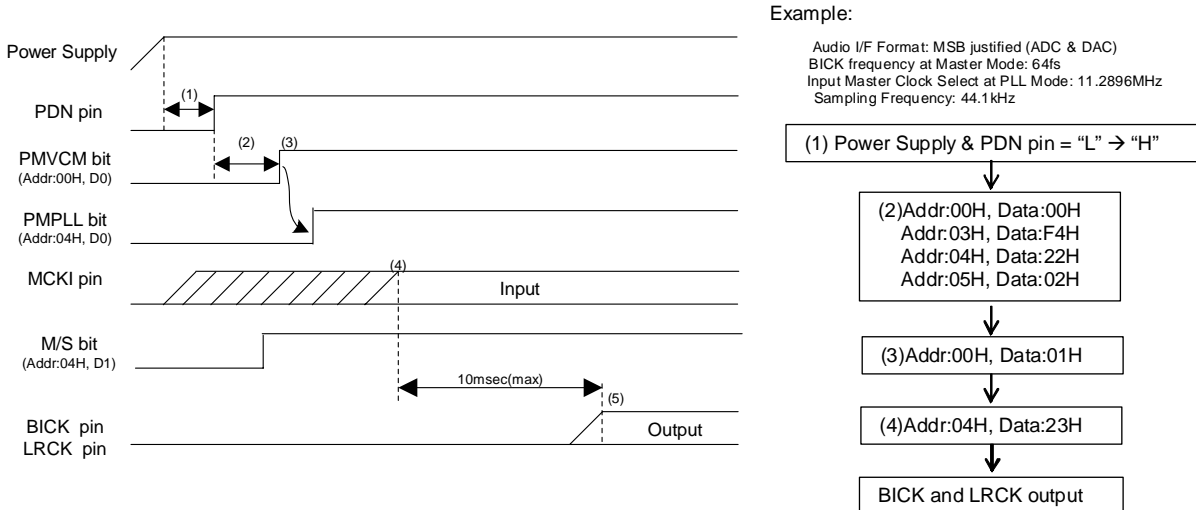 Power Supply
PDN pin
PMVCM bit
(Addr:00H, D0)
PMPLL bit
(Addr:04H, D0)
MCKI pin
M/S bit
(Addr:04H, D1)
BICK pin
LRCK pin
(1)
(2)
(3)
(4)
Input
10msec(max)
(5)
Output
Example:
Audio I/F Format: MSB justified (ADC & DAC)
BICK frequency at Master Mode: 64fs
Input Master Clock Select at PLL Mode: 11.2896MHz
Sampling Frequency: 44.1kHz
(1) Power Supply & PDN pin = “L” → “H”
(2)Addr:00H, Data:00H
Addr:03H, Data:F4H
Addr:04H, Data:22H
Addr:05H, Data:02H
(3)Addr:00H, Data:01H
(4)Addr:04H, Data:23H
BICK and LRCK output